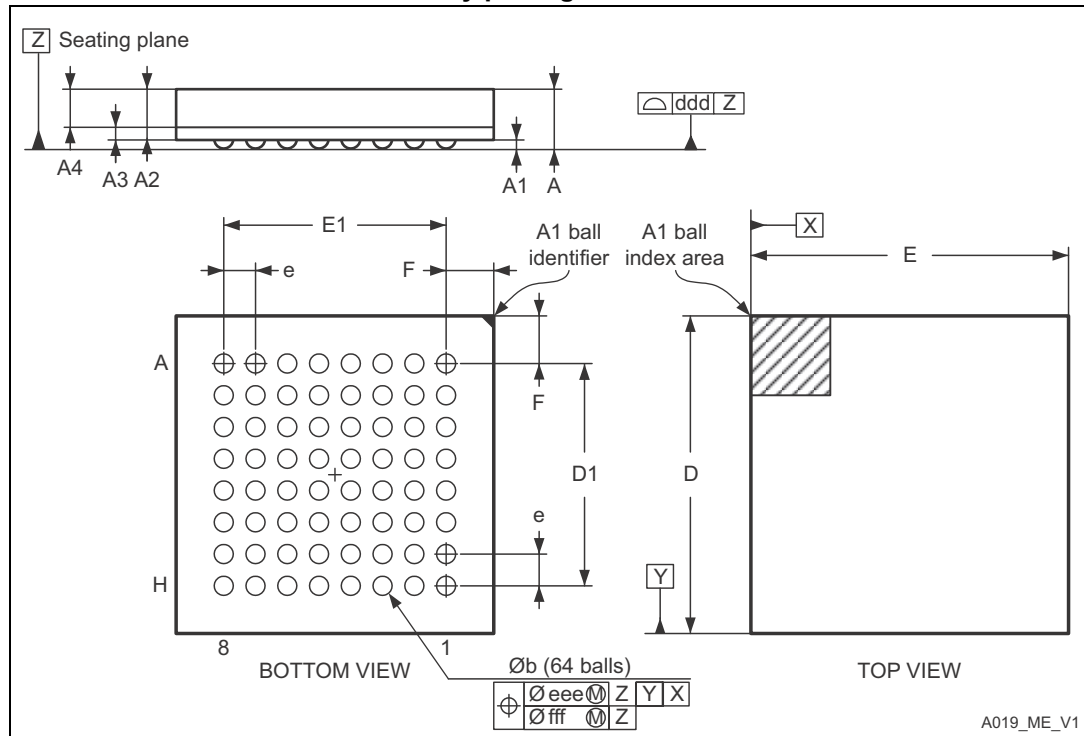 Z Seating plane
ddd Z
A4
A3 A2
A1
A
E1
A1 ball
identifier
A1 ball
index area
X
e
F
E
A
F
D1
D
e
H
Y
8
1
BOTTOM VIEW
Øb (64 balls)
TOP VIEW
Ø eee Ⓜ Z Y X
Ø fff Ⓜ Z
A019_ME_V1